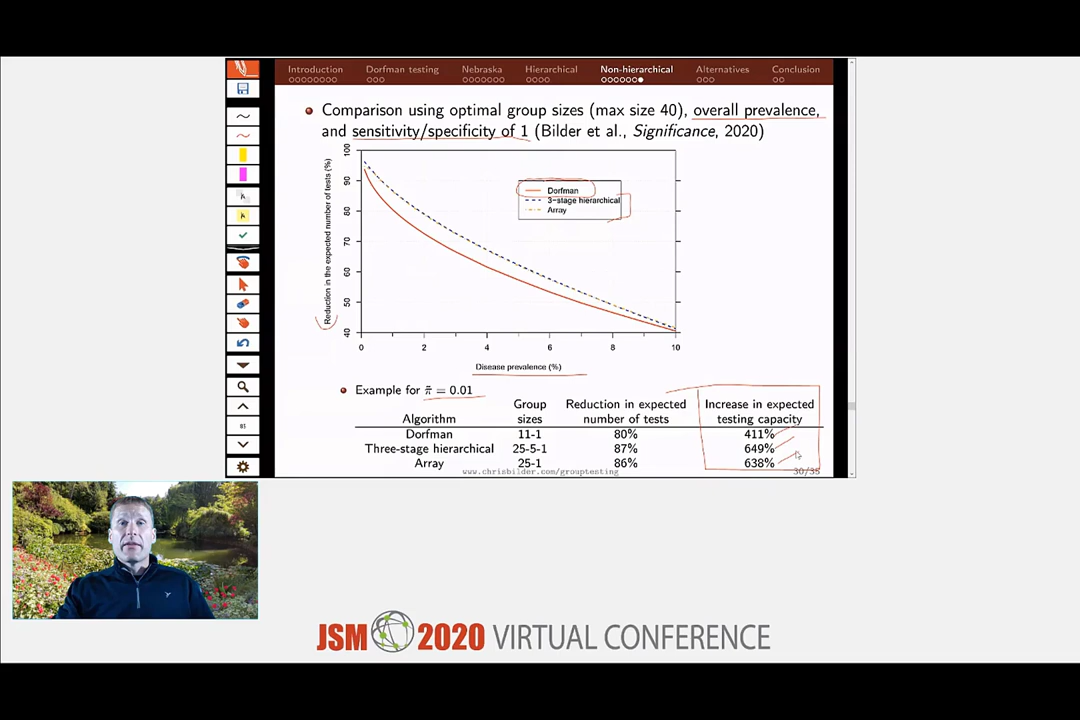 Introduction Dorfman testing Nebraska Hierarchical Non-hierarchical Alternatives Conclusion
Comparison using optimal group sizes (max size 40), overall prevalence,
and sensitivity/specificity of 1 (Bilder et al., Significance, 2020)
Reduction in the expected number of tests (%)
100
90
80
70
60
50
40
Dorfman
3-stage hierarchical
Array
0 2 4 6 8 10
Disease prevalence (%)
Example for π̄ = 0.01
Group Reduction in expected Increase in expected
Algorithm sizes number of tests testing capacity
Dorfman 11-1 80% 411%
Three-stage hierarchical 25-5-1 87% 649%
Array 25-1 86% 638%
www.chrisbilder.com/grouptesting 30/35
81
JSM 2020 VIRTUAL CONFERENCE